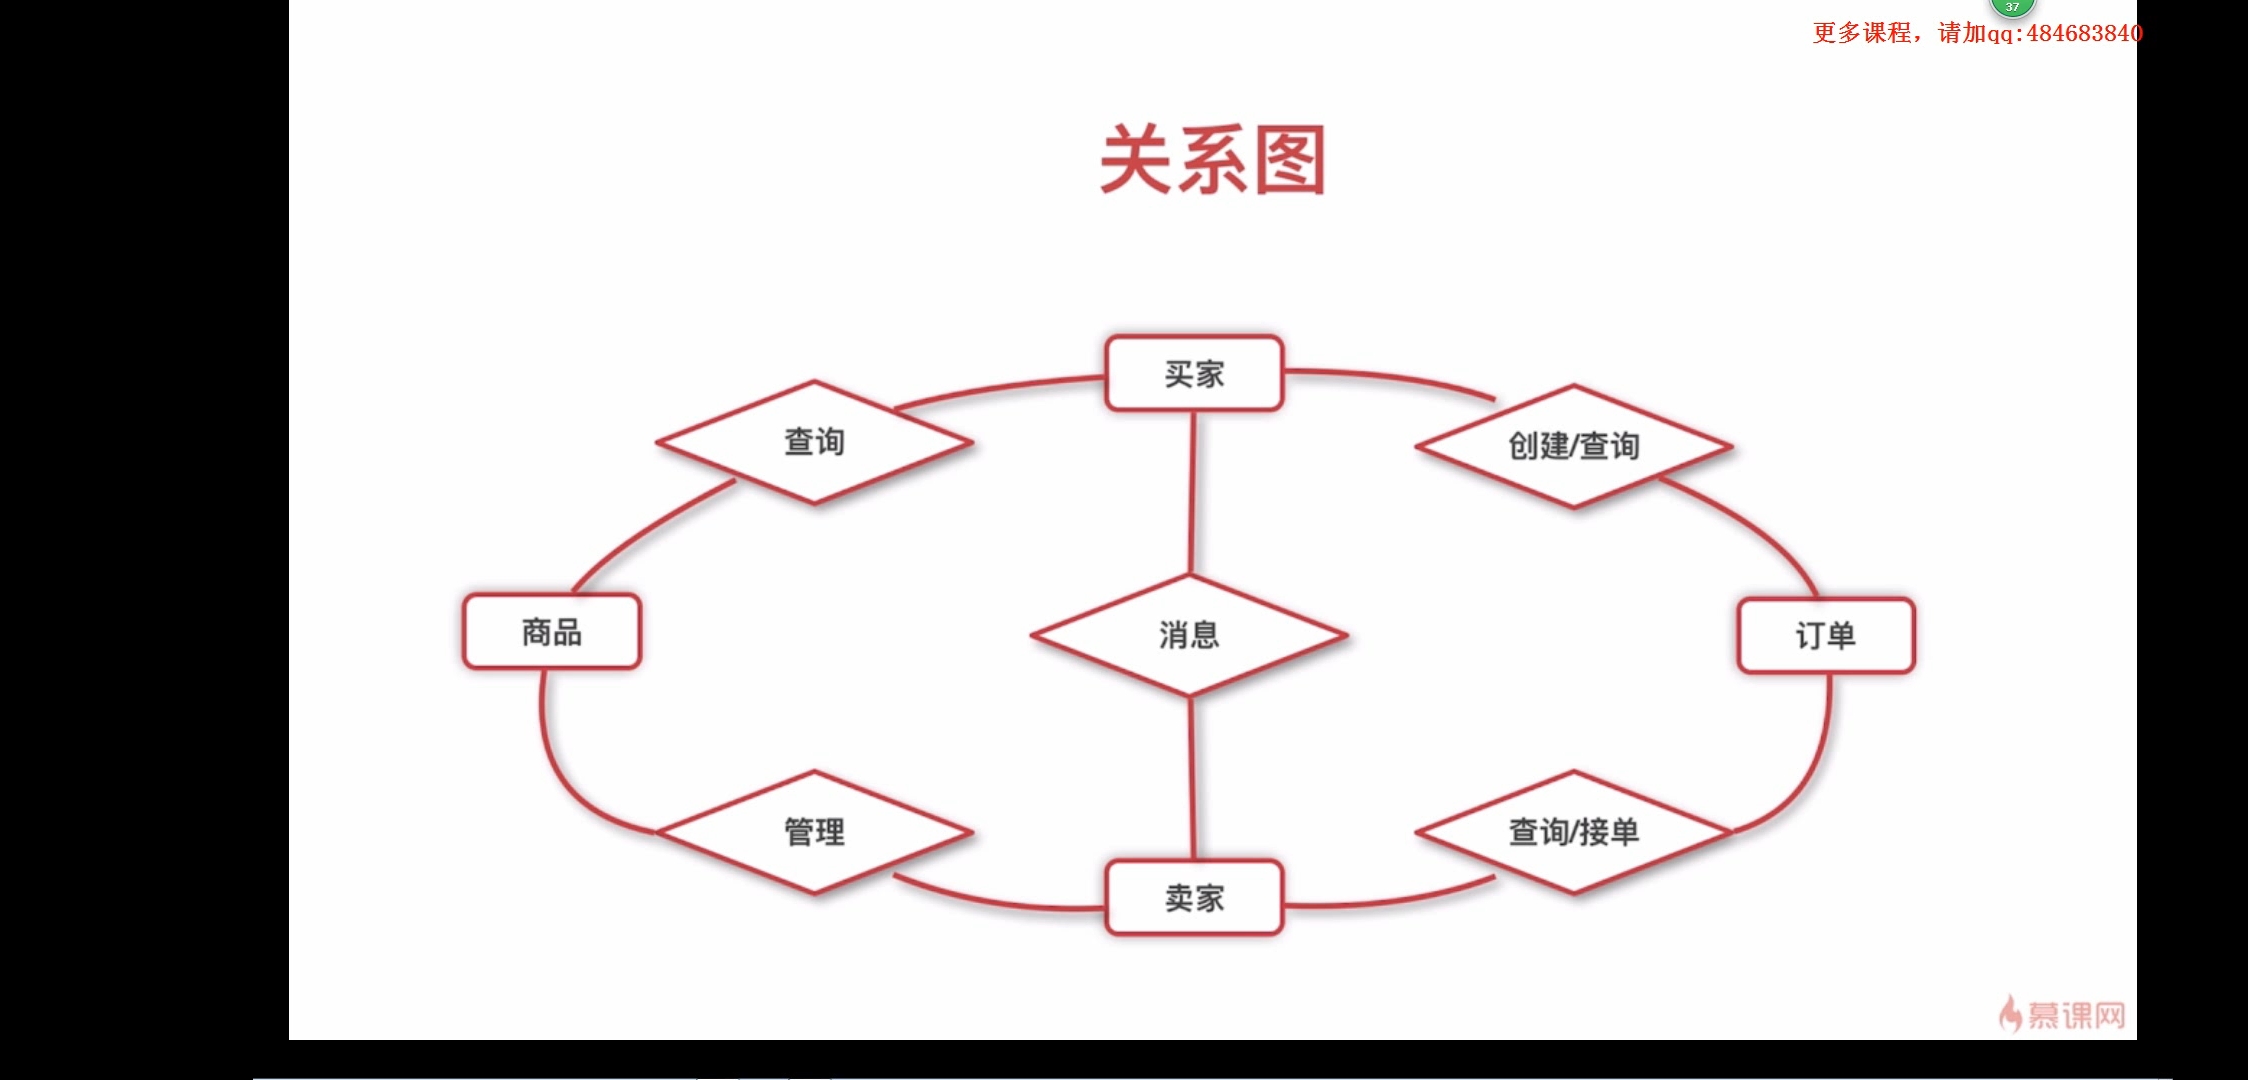 37
更多课程，请加qq:484683840
关系图
买家
查询
创建/查询
商品
消息
订单
管理
查询/接单
卖家
慕课网